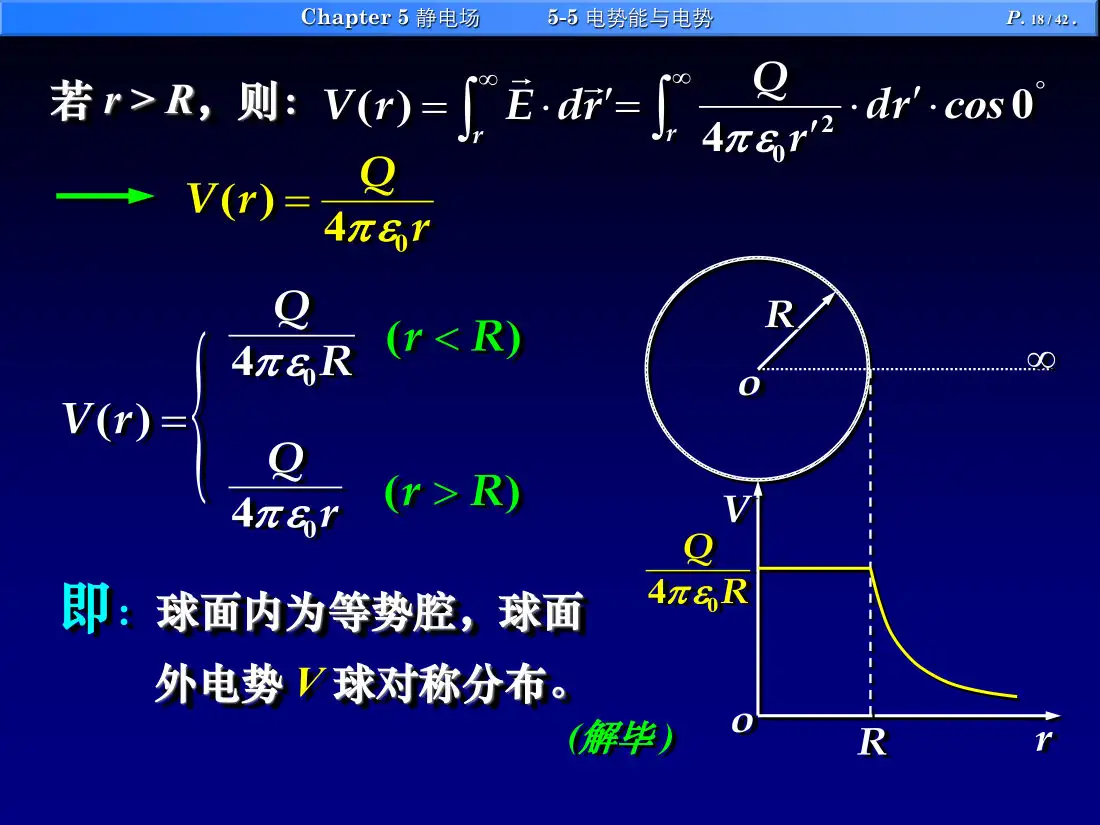 Chapter 5 静电场 5-5 电势能与电势 P. 18 / 42 .
若 r > R，则： V(r) = ∫_r^∞ E⃗ · dr⃗′ = ∫_r^∞ Q / (4πε₀r′²) · dr′ · cos 0°
V(r) = Q / (4πε₀r)
V(r) = { Q / (4πε₀R) (r < R)
Q / (4πε₀r) (r > R)
R
o
∞
V
Q / (4πε₀R)
o
R
r
即：球面内为等势腔，球面
外电势 V 球对称分布。
(解毕)